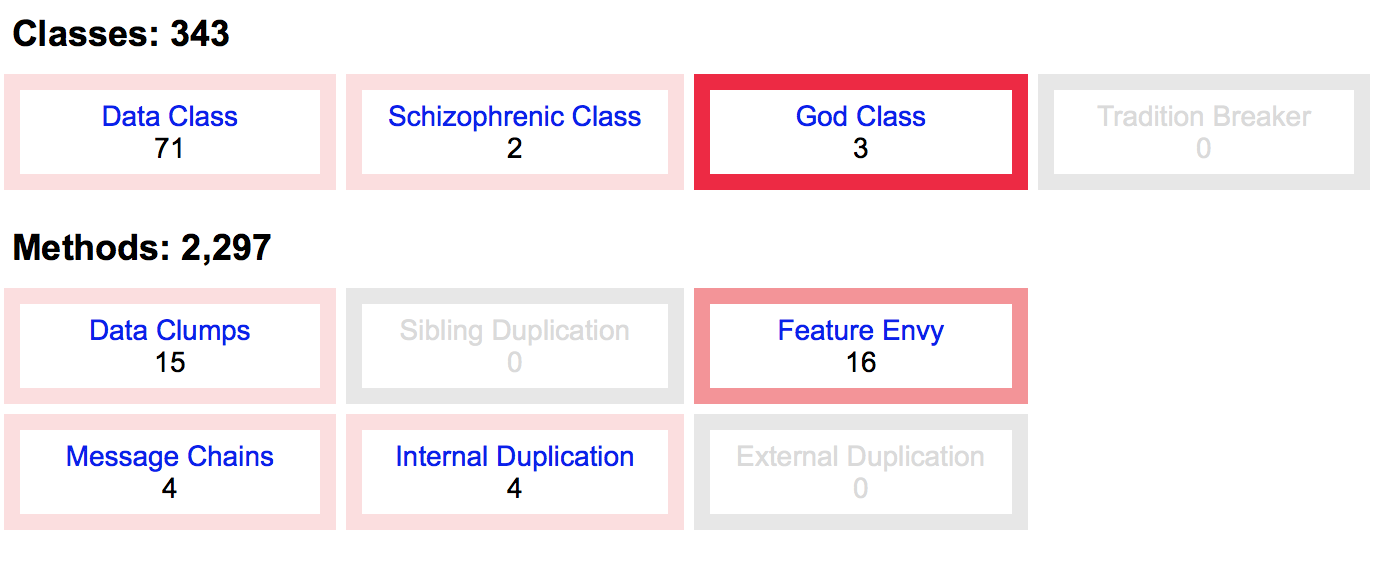 Classes: 343
Data Class
71
Schizophrenic Class
2
God Class
3
Tradition Breaker
0
Methods: 2,297
Data Clumps
15
Sibling Duplication
0
Feature Envy
16
Message Chains
4
Internal Duplication
4
External Duplication
0